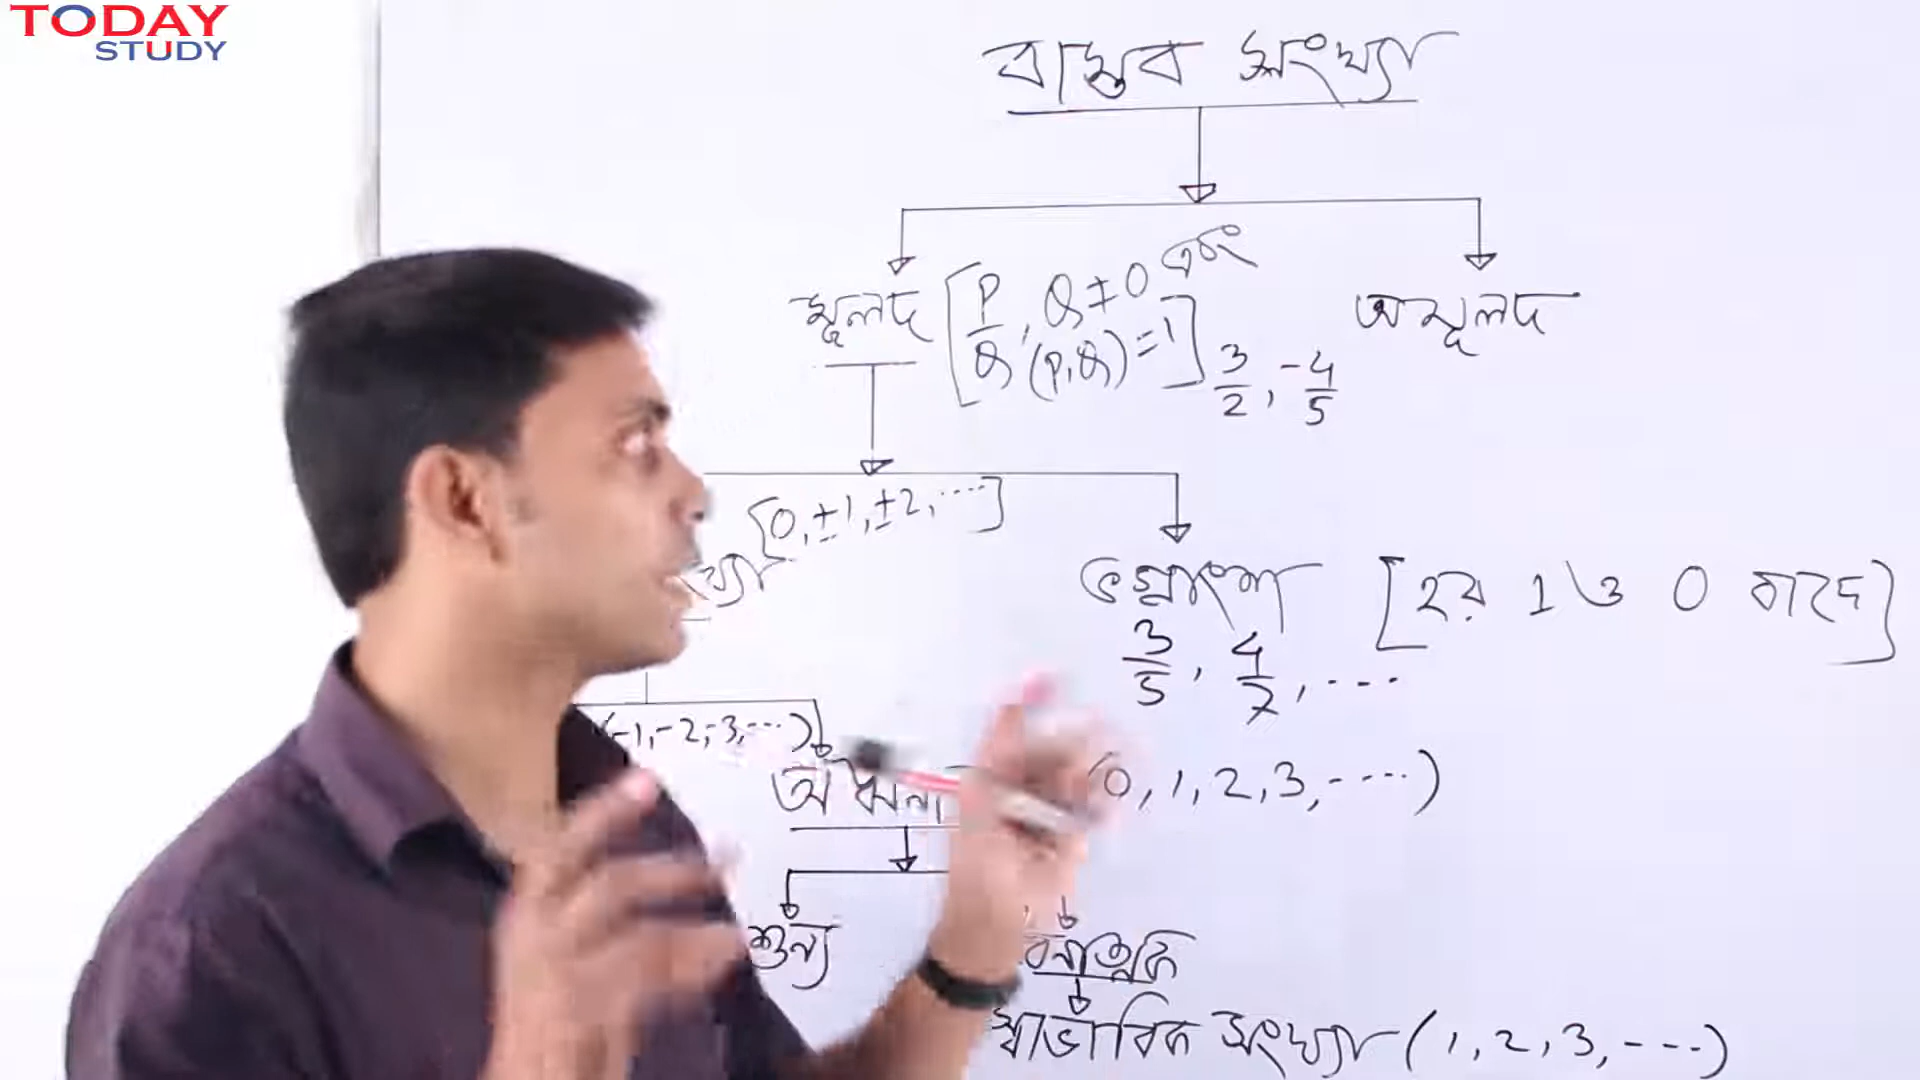 TODAY
STUDY
বাস্তব সংখ্যা
মূলদ [P/Q, Q ≠ 0 এবং (P,Q) = 1] 3/2, -4/5
অমূলদ
[0, ±1, ±2, ....]
ভগ্নাংশ [হর 1 ও 0 বাদে]
3/5, 4/7, ...
(-1, -2, -3, ...)
(0, 1, 2, 3, ....)
শুন্য
স্বাভাবিক সংখ্যা (1, 2, 3, ....)